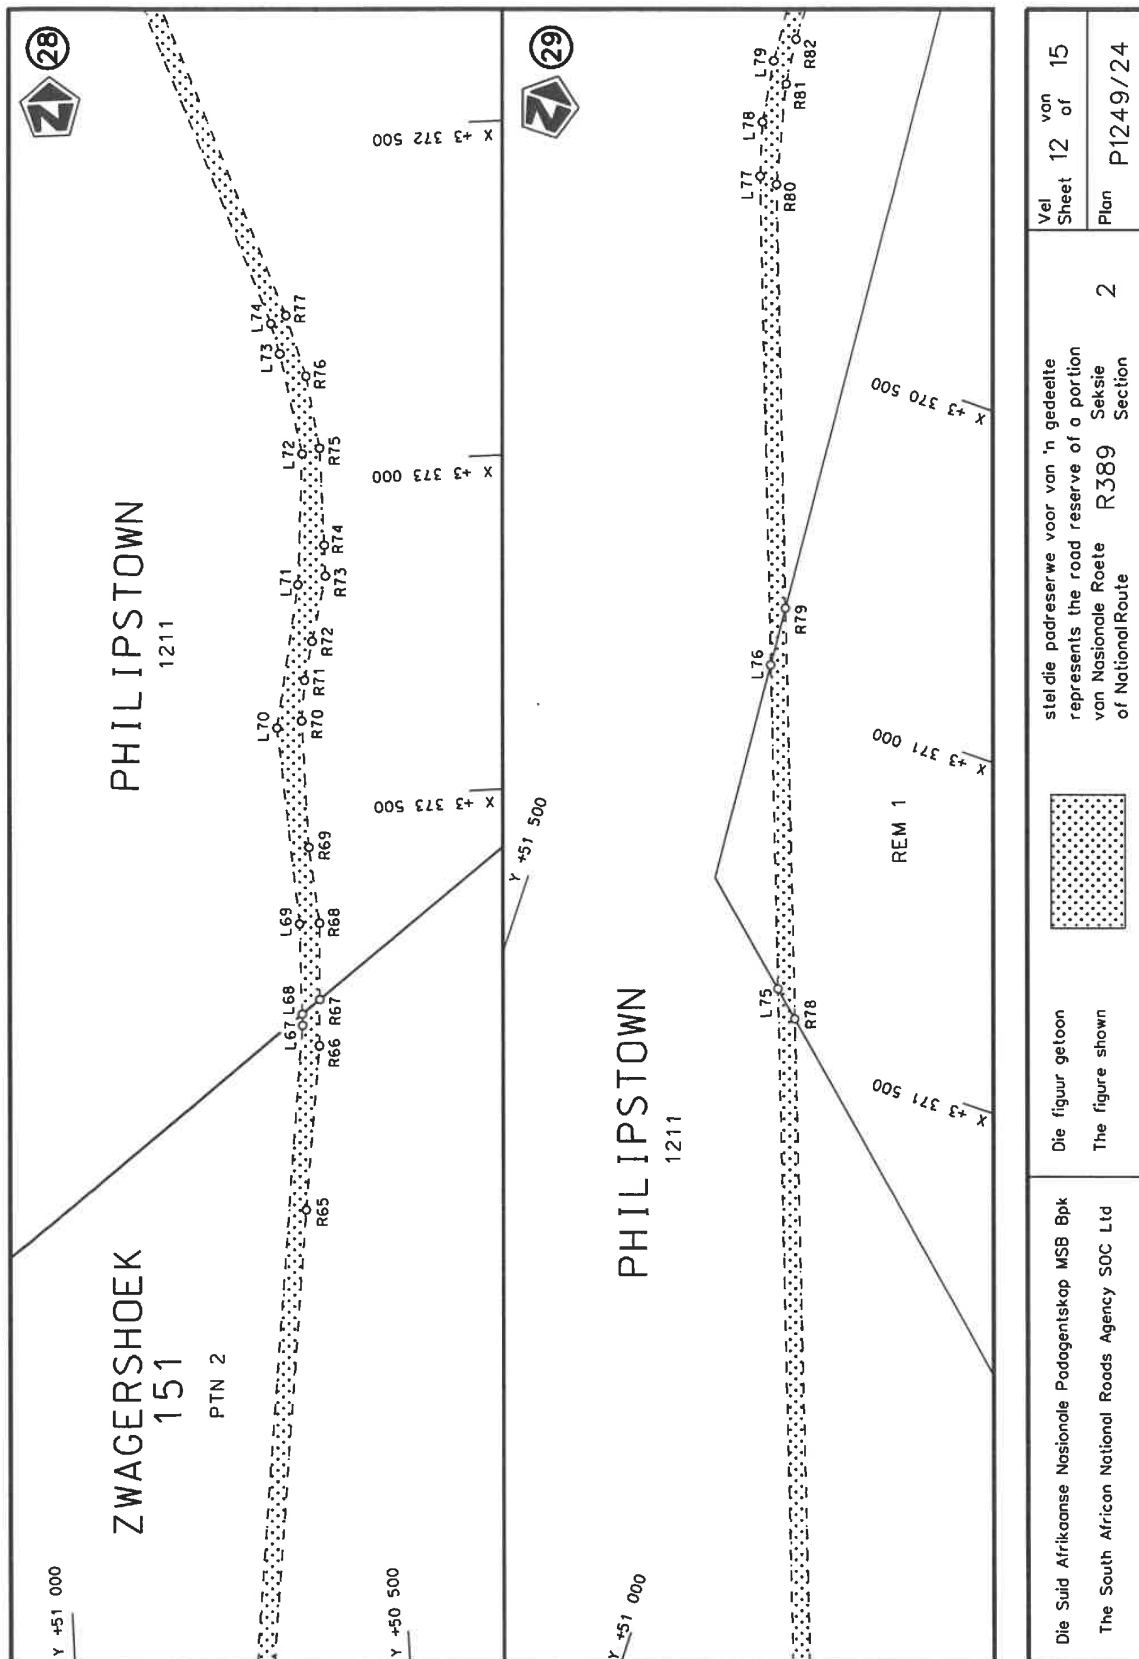 28
Z
PHILIPSTOWN
1211
ZWAGERSHOEK
151
PTN 2
Y +51 000
Y +50 500
X +3 372 500
X +3 373 000
X +3 373 500
L67 L68
L69
L70
L71
L72
L73
L74
R65
R66
R67
R68
R69
R70
R71
R72
R73
R74
R75
R76
R77
29
Z
PHILIPSTOWN
1211
REM 1
Y +51 500
Y +51 000
X +3 370 500
X +3 371 000
X +3 371 500
L75
L76
L77
L78
L79
R78
R79
R80
R81
R82
Die Suid Afrikaanse Nasionale Padagentskap MSB Bpk
The South African National Roads Agency SOC Ltd
Die figuur getoon
The figure shown
stel die padreserwe voor van 'n gedeelte
represents the road reserve of a portion
van Nasionale Roete R389 Seksie 2
of National Route Section
Vel 12 van 15
Sheet of
Plan P1249/24